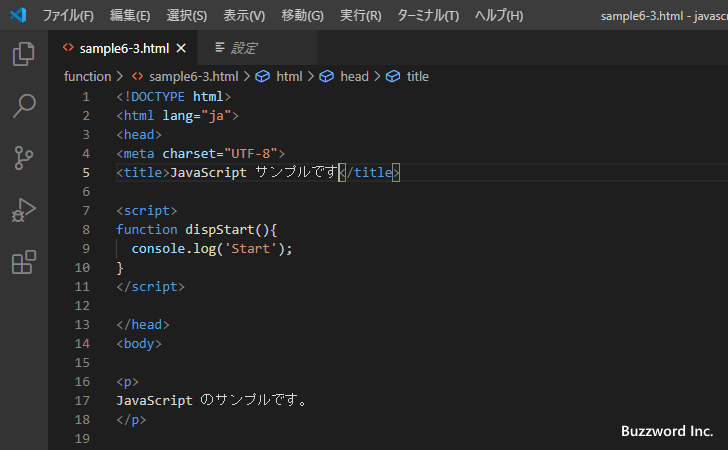 ファイル(F) 編集(E) 選択(S) 表示(V) 移動(G) 実行(R) ターミナル(T) ヘルプ(H) sample6-3.html - javascr
sample6-3.html 設定
function > sample6-3.html > html > head > title
1 <!DOCTYPE html>
2 <html lang="ja">
3 <head>
4 <meta charset="UTF-8">
5 <title>JavaScript サンプルです</title>
6
7 <script>
8 function dispStart(){
9   console.log('Start');
10 }
11 </script>
12
13 </head>
14 <body>
15
16 <p>
17 JavaScript のサンプルです。
18 </p>
19
Buzzword Inc.